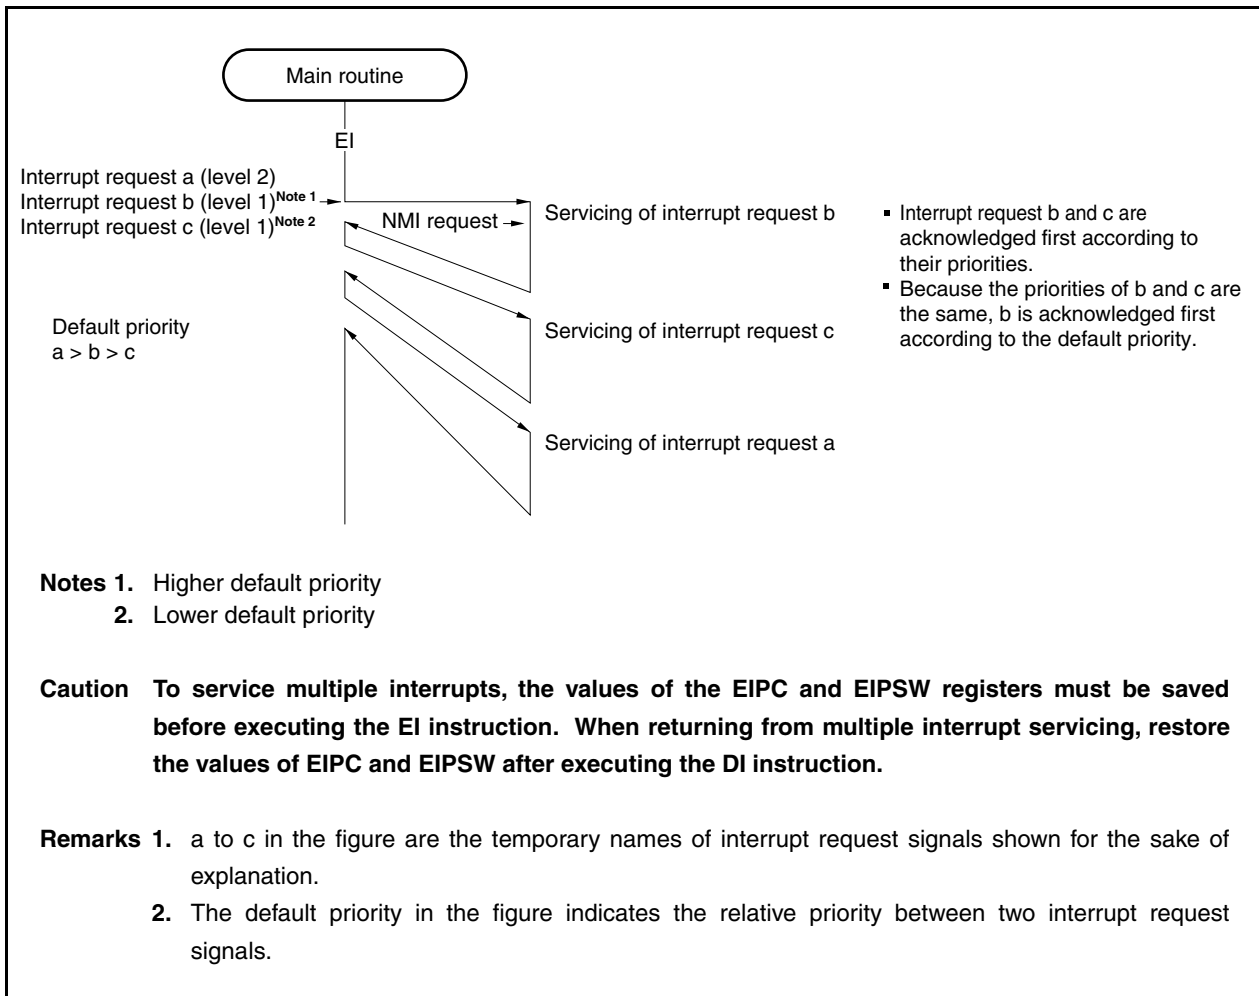 Main routine
EI
Interrupt request a (level 2)
Interrupt request b (level 1)Note 1
Interrupt request c (level 1)Note 2
NMI request
Servicing of interrupt request b
▪ Interrupt request b and c are
acknowledged first according to
their priorities.
▪ Because the priorities of b and c are
the same, b is acknowledged first
according to the default priority.
Default priority
a > b > c
Servicing of interrupt request c
Servicing of interrupt request a
Notes 1. Higher default priority
2. Lower default priority
Caution To service multiple interrupts, the values of the EIPC and EIPSW registers must be saved
before executing the EI instruction. When returning from multiple interrupt servicing, restore
the values of EIPC and EIPSW after executing the DI instruction.
Remarks 1. a to c in the figure are the temporary names of interrupt request signals shown for the sake of
explanation.
2. The default priority in the figure indicates the relative priority between two interrupt request
signals.